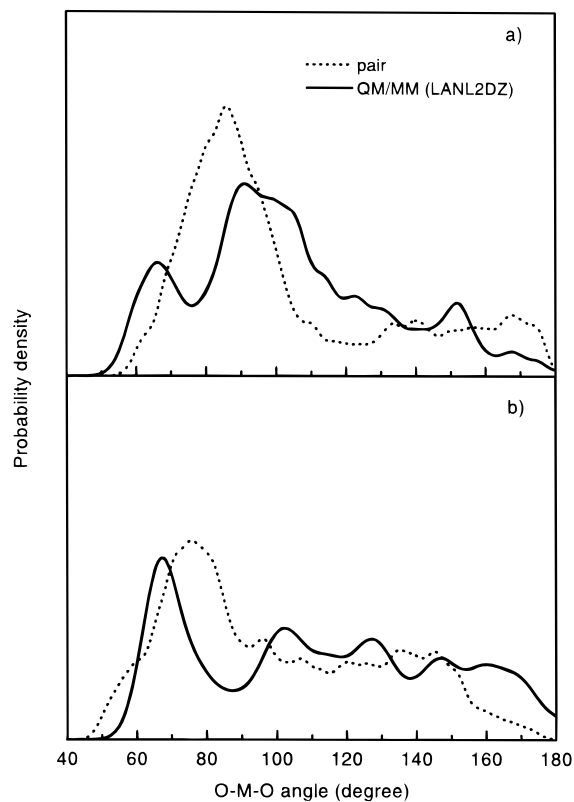 a)
pair
QM/MM (LANL2DZ)
Probability density
b)
40 60 80 100 120 140 160 180
O-M-O angle (degree)